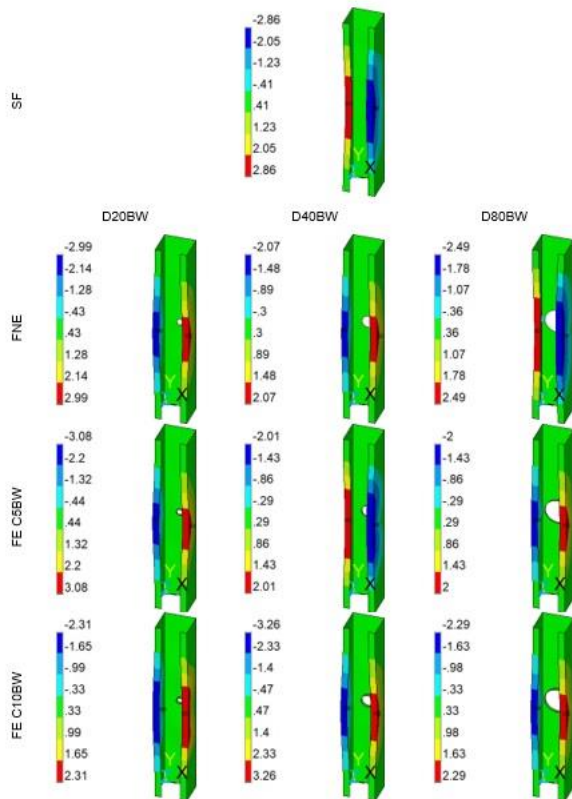 SF
-2.86
-2.05
-1.23
-.41
.41
1.23
2.05
2.86
Y
X
D20BW
D40BW
D80BW
FNE
-2.99
-2.14
-1.28
-.43
.43
1.28
2.14
2.99
Y
X
-2.07
-1.48
-.89
-.3
.3
.89
1.48
2.07
Y
X
-2.49
-1.78
-1.07
-.36
.36
1.07
1.78
2.49
Y
X
FE C5BW
-3.08
-2.2
-1.32
-.44
.44
1.32
2.2
3.08
Y
X
-2.01
-1.43
-.86
-.29
.29
.86
1.43
2.01
Y
X
-2
-1.43
-.86
-.29
.29
.86
1.43
2
Y
X
FE C10BW
-2.31
-1.65
-.99
-.33
.33
.99
1.65
2.31
Y
X
-3.26
-2.33
-1.4
-.47
.47
1.4
2.33
3.26
Y
X
-2.29
-1.63
-.98
-.33
.33
.98
1.63
2.29
Y
X